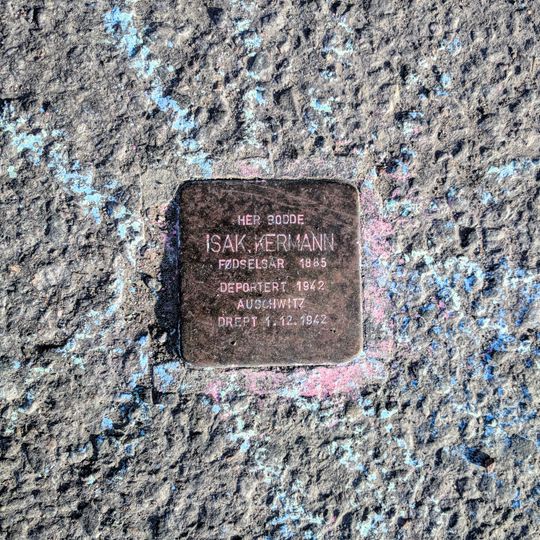 HER BODDE
ISAK KERMANN
FØDSELSÅR 1885
DEPORTERT 1942
AUSCHWITZ
DREPT 1.12.1942